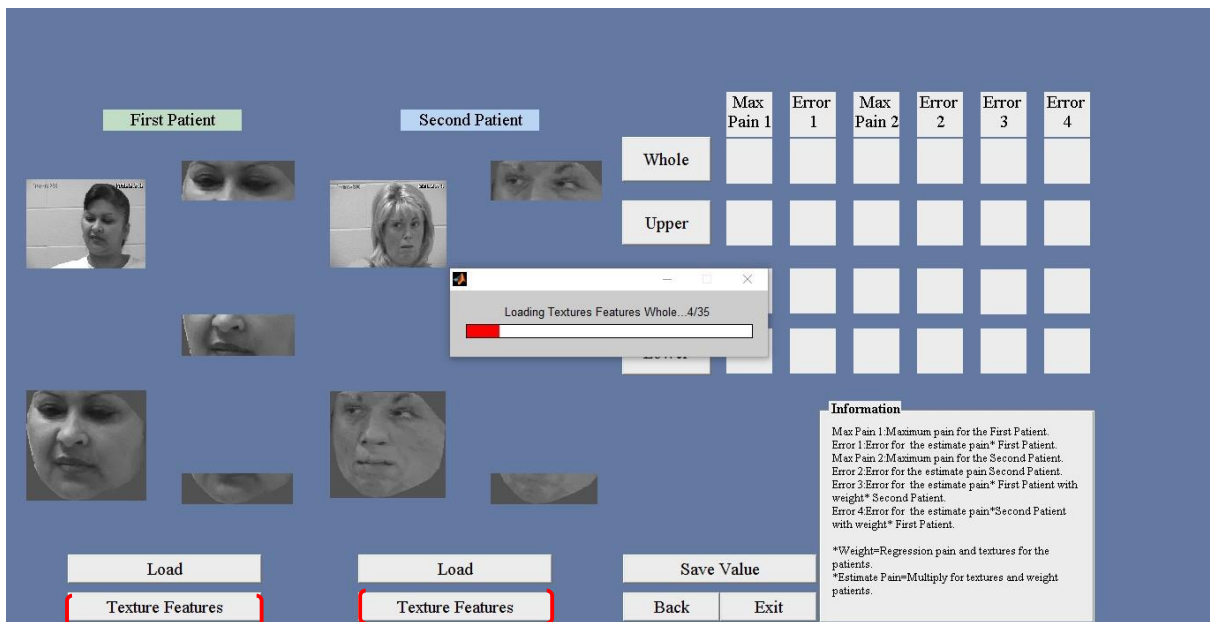 Max Pain 1
Error 1
Max Pain 2
Error 2
Error 3
Error 4
First Patient
Second Patient
Whole
Upper
Loading Textures Features Whole...4/35
Lower
Information
Max Pain 1:Maximum pain for the First Patient.
Error 1:Error for the estimate pain* First Patient.
Max Pain 2:Maximum pain for the Second Patient.
Error 2:Error for the estimate pain Second Patient.
Error 3:Error for the estimate pain* First Patient with
weight* Second Patient.
Error 4:Error for the estimate pain*Second Patient
with weight* First Patient.
*Weight=Regression pain and textures for the
patients.
*Estimate Pain=Multiply for textures and weight
patients.
Load
Load
Save Value
Texture Features
Texture Features
Back
Exit